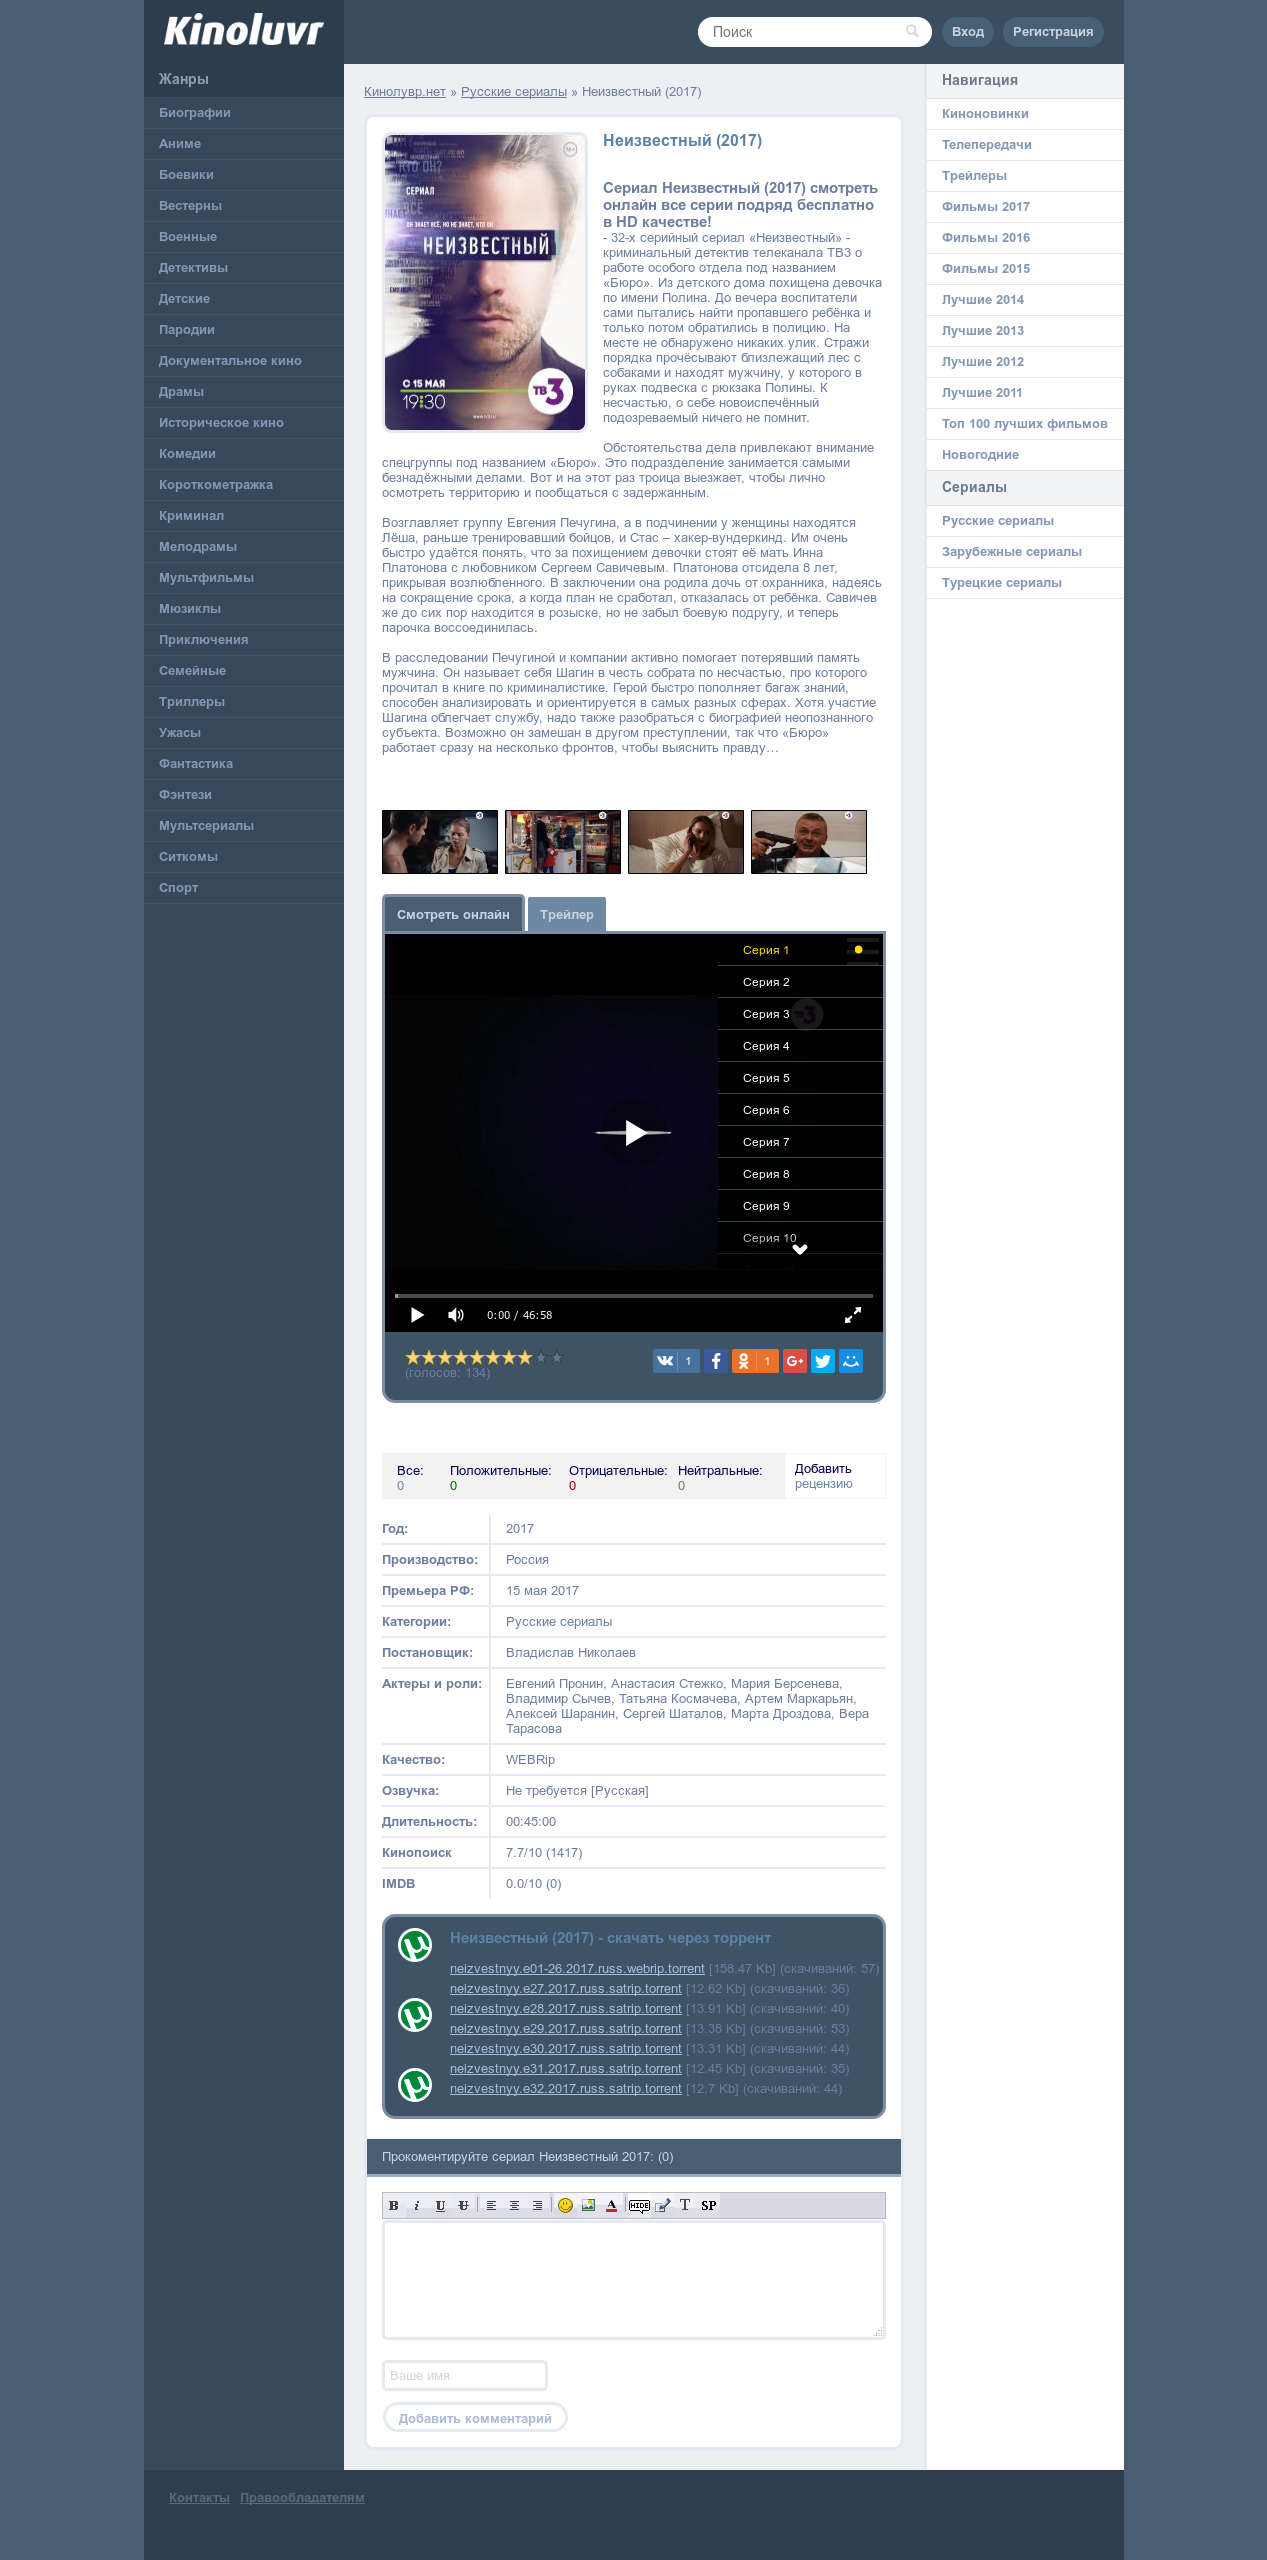 Kinoluvr
Поиск
Вход
Регистрация
Жанры
Биографии
Аниме
Боевики
Вестерны
Военные
Детективы
Детские
Пародии
Документальное кино
Драмы
Историческое кино
Комедии
Короткометражка
Криминал
Мелодрамы
Мультфильмы
Мюзиклы
Приключения
Семейные
Триллеры
Ужасы
Фантастика
Фэнтези
Мультсериалы
Ситкомы
Спорт
Кинолувр.нет » Русские сериалы » Неизвестный (2017)
КТО ОН?
СЕРИАЛ
ОН ЗНАЕТ ВСЁ, НО НЕ ЗНАЕТ, КТО ОН
НЕИЗВЕСТНЫЙ
С 15 МАЯ
19:30
ТВ3
Неизвестный (2017)
Сериал Неизвестный (2017) смотреть
онлайн все серии подряд бесплатно
в HD качестве!
- 32-х серийный сериал «Неизвестный» -
криминальный детектив телеканала ТВ3 о
работе особого отдела под названием
«Бюро». Из детского дома похищена девочка
по имени Полина. До вечера воспитатели
сами пытались найти пропавшего ребёнка и
только потом обратились в полицию. На
месте не обнаружено никаких улик. Стражи
порядка прочёсывают близлежащий лес с
собаками и находят мужчину, у которого в
руках подвеска с рюкзака Полины. К
несчастью, о себе новоиспечённый
подозреваемый ничего не помнит.
Обстоятельства дела привлекают внимание
спецгруппы под названием «Бюро». Это подразделение занимается самыми
безнадёжными делами. Вот и на этот раз троица выезжает, чтобы лично
осмотреть территорию и пообщаться с задержанным.
Возглавляет группу Евгения Печугина, а в подчинении у женщины находятся
Лёша, раньше тренировавший бойцов, и Стас – хакер-вундеркинд. Им очень
быстро удаётся понять, что за похищением девочки стоят её мать Инна
Платонова с любовником Сергеем Савичевым. Платонова отсидела 8 лет,
прикрывая возлюбленного. В заключении она родила дочь от охранника, надеясь
на сокращение срока, а когда план не сработал, отказалась от ребёнка. Савичев
же до сих пор находится в розыске, но не забыл боевую подругу, и теперь
парочка воссоединилась.
В расследовании Печугиной и компании активно помогает потерявший память
мужчина. Он называет себя Шагин в честь собрата по несчастью, про которого
прочитал в книге по криминалистике. Герой быстро пополняет багаж знаний,
способен анализировать и ориентируется в самых разных сферах. Хотя участие
Шагина облегчает службу, надо также разобраться с биографией неопознанного
субъекта. Возможно он замешан в другом преступлении, так что «Бюро»
работает сразу на несколько фронтов, чтобы выяснить правду…
Смотреть онлайн
Трейлер
Серия 1
Серия 2
Серия 3
Серия 4
Серия 5
Серия 6
Серия 7
Серия 8
Серия 9
Серия 10
0:00 / 46:58
(голосов: 134)
1
1
Все:
0
Положительные:
0
Отрицательные:
0
Нейтральные:
0
Добавить
рецензию
Год: 2017
Производство: Россия
Премьера РФ: 15 мая 2017
Категории: Русские сериалы
Постановщик: Владислав Николаев
Актеры и роли: Евгений Пронин, Анастасия Стежко, Мария Берсенева,
Владимир Сычев, Татьяна Космачева, Артем Маркарьян,
Алексей Шаранин, Сергей Шаталов, Марта Дроздова, Вера
Тарасова
Качество: WEBRip
Озвучка: Не требуется [Русская]
Длительность: 00:45:00
Кинопоиск 7.7/10 (1417)
IMDB 0.0/10 (0)
Неизвестный (2017) - скачать через торрент
neizvestnyy.e01-26.2017.russ.webrip.torrent [158.47 Kb] (скачиваний: 57)
neizvestnyy.e27.2017.russ.satrip.torrent [12.62 Kb] (скачиваний: 36)
neizvestnyy.e28.2017.russ.satrip.torrent [13.91 Kb] (скачиваний: 40)
neizvestnyy.e29.2017.russ.satrip.torrent [13.38 Kb] (скачиваний: 53)
neizvestnyy.e30.2017.russ.satrip.torrent [13.31 Kb] (скачиваний: 44)
neizvestnyy.e31.2017.russ.satrip.torrent [12.45 Kb] (скачиваний: 35)
neizvestnyy.e32.2017.russ.satrip.torrent [12.7 Kb] (скачиваний: 44)
Прокоментируйте сериал Неизвестный 2017: (0)
B i U S A HIDE T SP
Ваше имя
Добавить комментарий
Навигация
Киноновинки
Телепередачи
Трейлеры
Фильмы 2017
Фильмы 2016
Фильмы 2015
Лучшие 2014
Лучшие 2013
Лучшие 2012
Лучшие 2011
Топ 100 лучших фильмов
Новогодние
Сериалы
Русские сериалы
Зарубежные сериалы
Турецкие сериалы
Контакты
Правообладателям